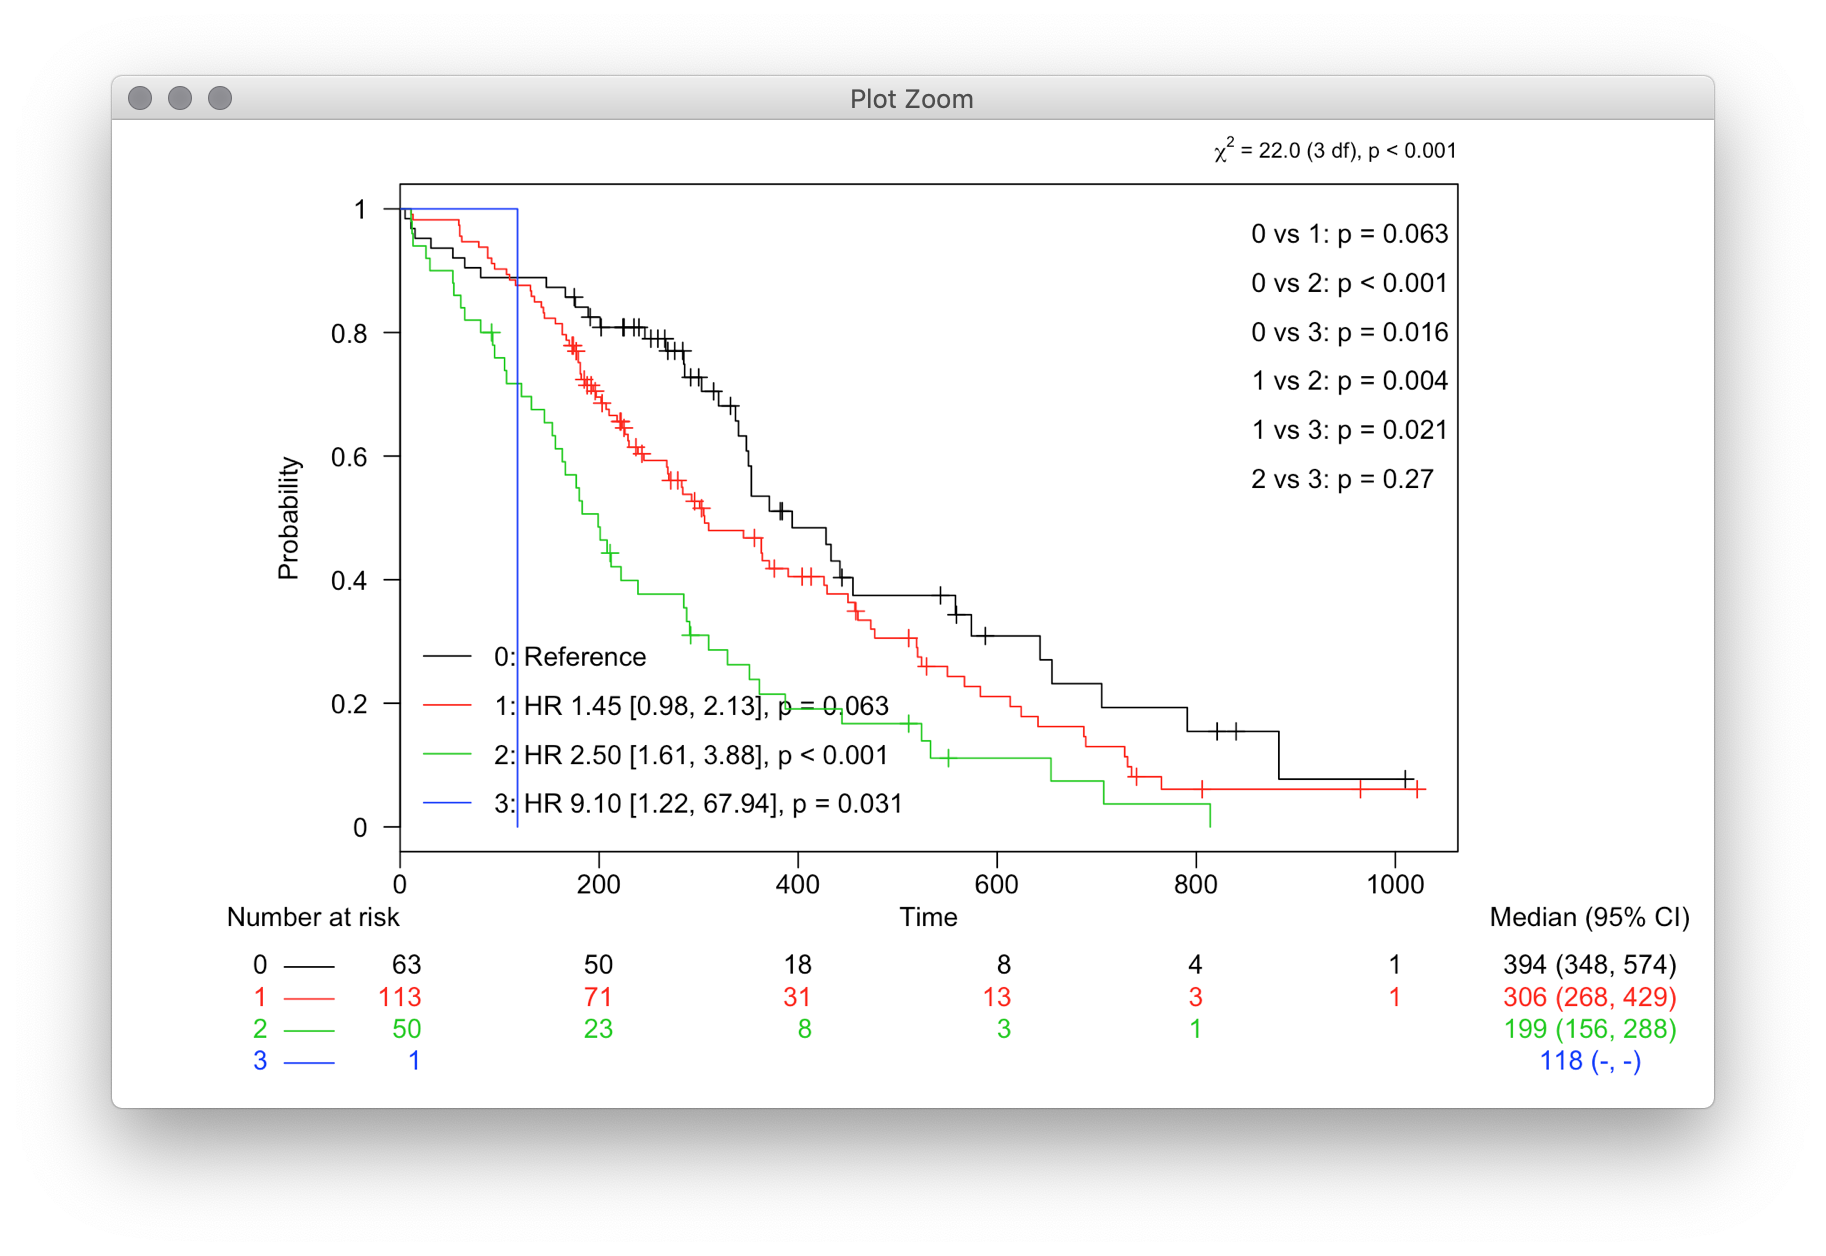 Plot Zoom
χ2 = 22.0 (3 df), p < 0.001
1
0.8
0.6
0.4
0.2
0
Probability
0 vs 1: p = 0.063
0 vs 2: p < 0.001
0 vs 3: p = 0.016
1 vs 2: p = 0.004
1 vs 3: p = 0.021
2 vs 3: p = 0.27
0: Reference
1: HR 1.45 [0.98, 2.13], p = 0.063
2: HR 2.50 [1.61, 3.88], p < 0.001
3: HR 9.10 [1.22, 67.94], p = 0.031
0 200 400 600 800 1000
Number at risk Time Median (95% CI)
0 63 50 18 8 4 1 394 (348, 574)
1 113 71 31 13 3 1 306 (268, 429)
2 50 23 8 3 1 199 (156, 288)
3 1 118 (-, -)